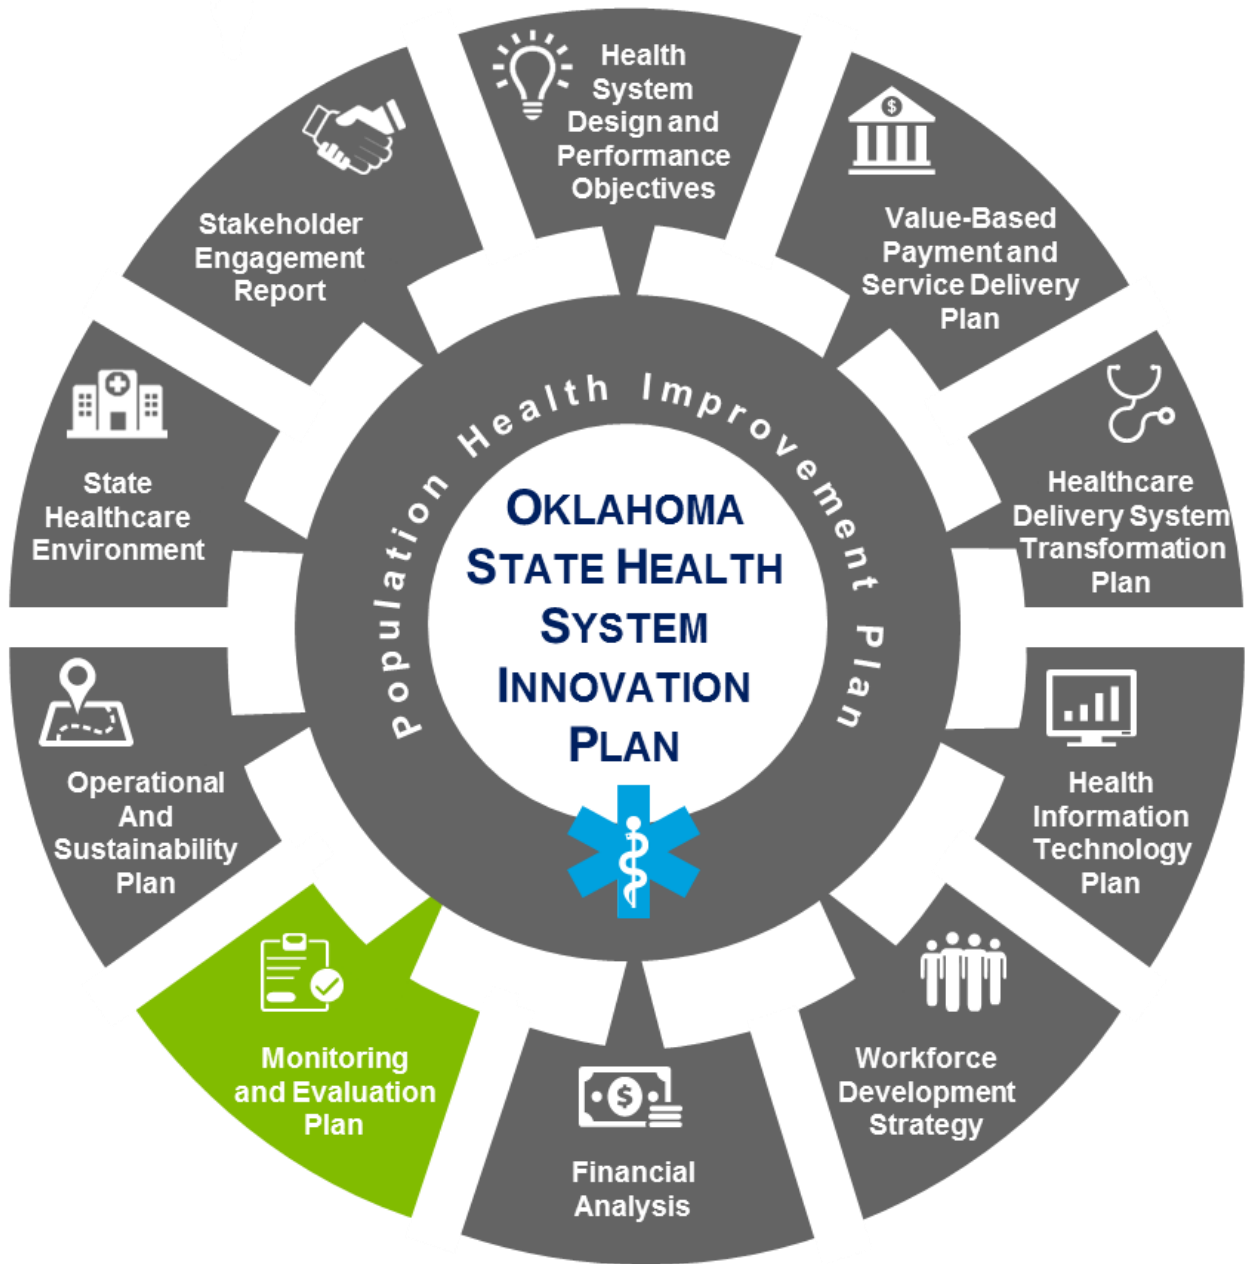 Health
System
Design and
Performance
Objectives
Value-Based
Payment and
Service Delivery
Plan
Healthcare
Delivery System
Transformation
Plan
Health
Information
Technology
Plan
Workforce
Development
Strategy
$
Financial
Analysis
Monitoring
and Evaluation
Plan
Operational
And
Sustainability
Plan
State
Healthcare
Environment
Stakeholder
Engagement
Report
Population Health Improvement Plan
OKLAHOMA
STATE HEALTH
SYSTEM
INNOVATION
PLAN
$